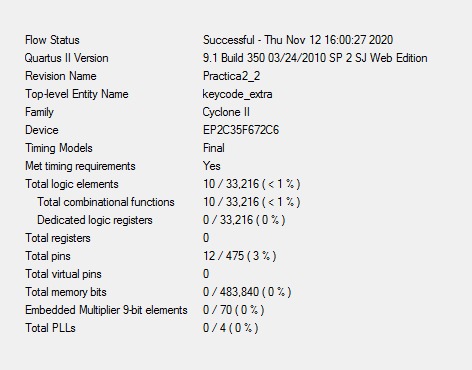 Flow Status Successful - Thu Nov 12 16:00:27 2020
Quartus II Version 9.1 Build 350 03/24/2010 SP 2 SJ Web Edition
Revision Name Practica2_2
Top-level Entity Name keycode_extra
Family Cyclone II
Device EP2C35F672C6
Timing Models Final
Met timing requirements Yes
Total logic elements 10 / 33,216 ( < 1 % )
Total combinational functions 10 / 33,216 ( < 1 % )
Dedicated logic registers 0 / 33,216 ( 0 % )
Total registers 0
Total pins 12 / 475 ( 3 % )
Total virtual pins 0
Total memory bits 0 / 483,840 ( 0 % )
Embedded Multiplier 9-bit elements 0 / 70 ( 0 % )
Total PLLs 0 / 4 ( 0 % )